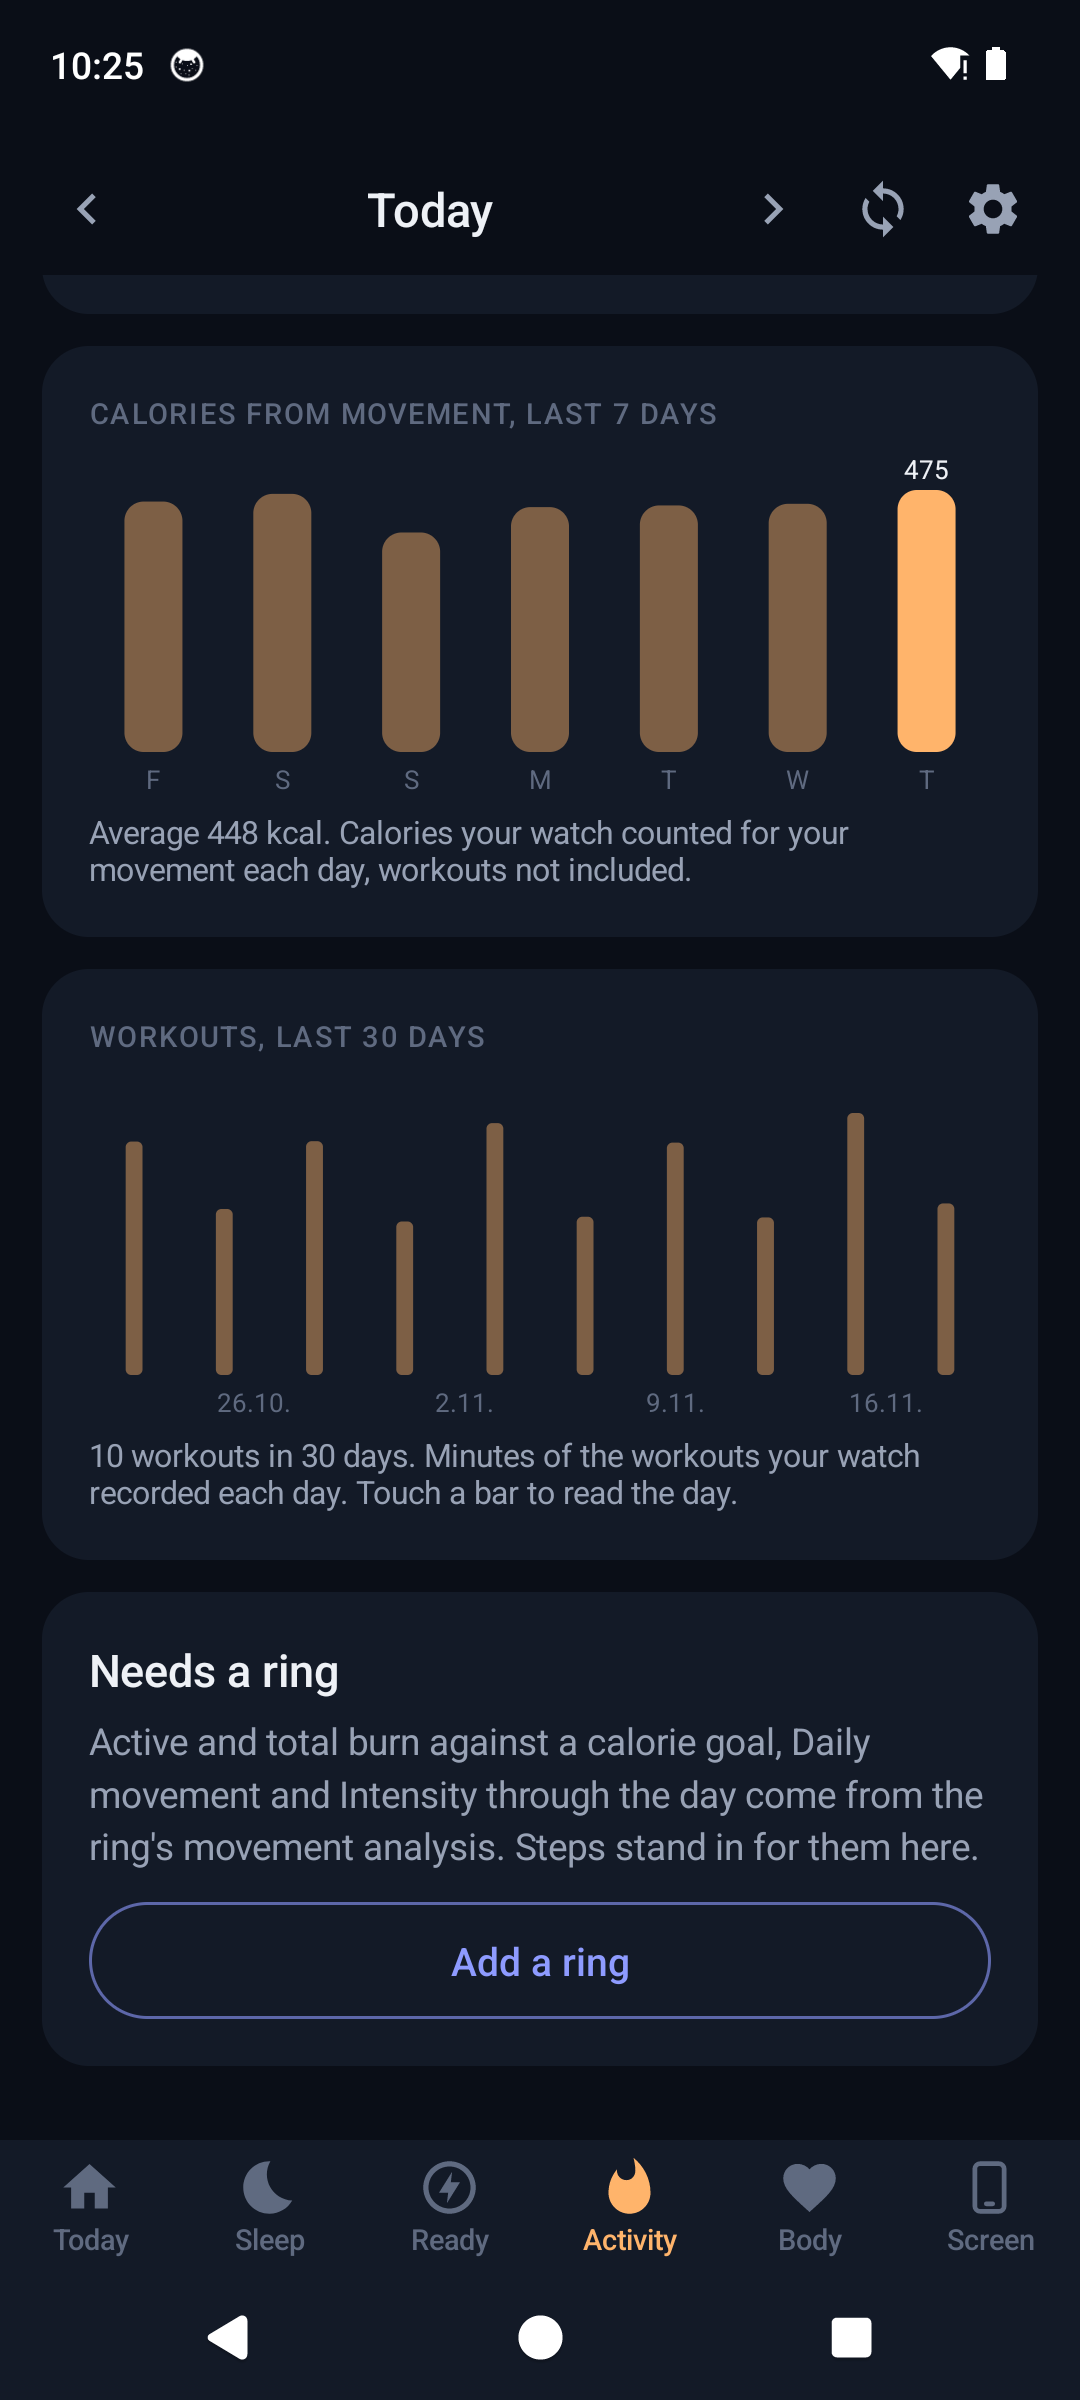 10:25
Today
CALORIES FROM MOVEMENT, LAST 7 DAYS
475
F S S M T W T
Average 448 kcal. Calories your watch counted for your
movement each day, workouts not included.
WORKOUTS, LAST 30 DAYS
26.10. 2.11. 9.11. 16.11.
10 workouts in 30 days. Minutes of the workouts your watch
recorded each day. Touch a bar to read the day.
Needs a ring
Active and total burn against a calorie goal, Daily
movement and Intensity through the day come from the
ring's movement analysis. Steps stand in for them here.
Add a ring
Today Sleep Ready Activity Body Screen